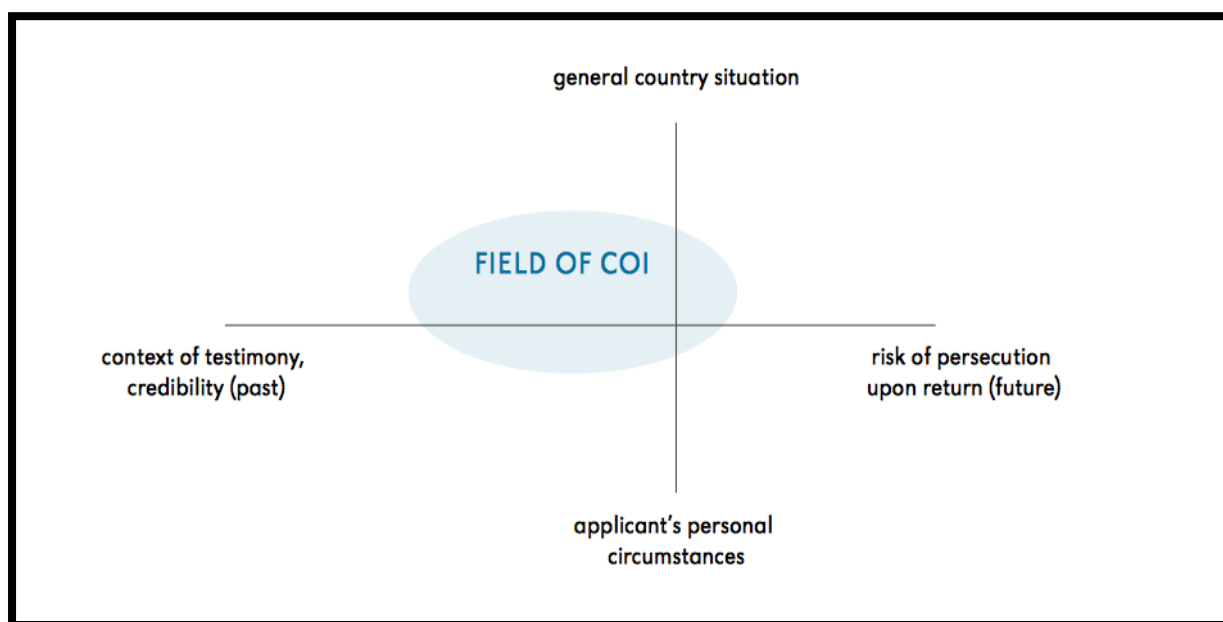 general country situation
FIELD OF COI
context of testimony,
credibility (past)
risk of persecution
upon return (future)
applicant's personal
circumstances